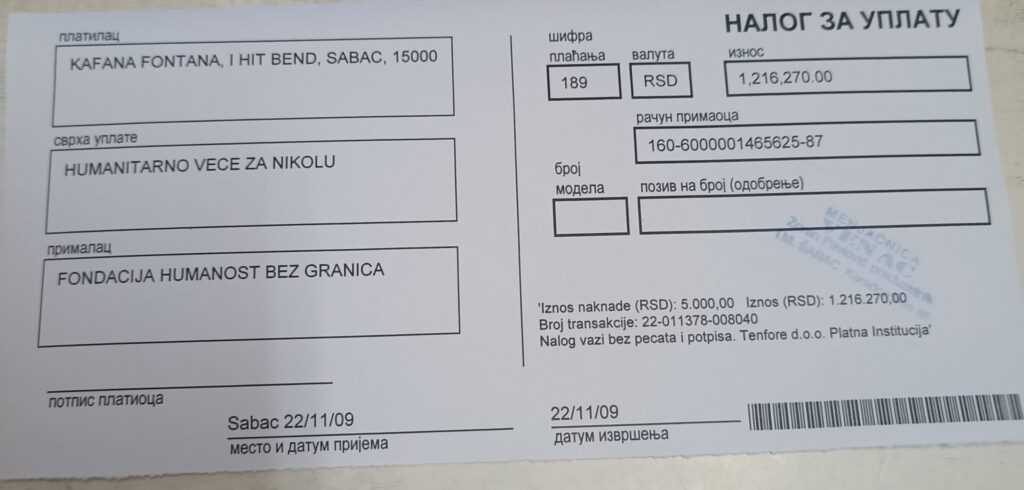 НАЛОГ ЗА УПЛАТУ
платилац
KAFANA FONTANA, I HIT BEND, SABAC, 15000
сврха уплате
HUMANITARNO VECE ZA NIKOLU
прималац
FONDACIJA HUMANOST BEZ GRANICA
потпис платиоца
Sabac 22/11/09
место и датум пријема
шифра
плаћања
валута
износ
189
RSD
1,216,270.00
рачун примаоца
160-6000001465625-87
број
модела
позив на број (одобрење)
MENJACNICA
'Iznos naknade (RSD): 5.000,00 Iznos (RSD): 1.216.270,00
Broj transakcije: 22-011378-008040
Nalog vazi bez pecata i potpisa. Tenfore d.o.o. Platna Institucija'
22/11/09
датум извршења